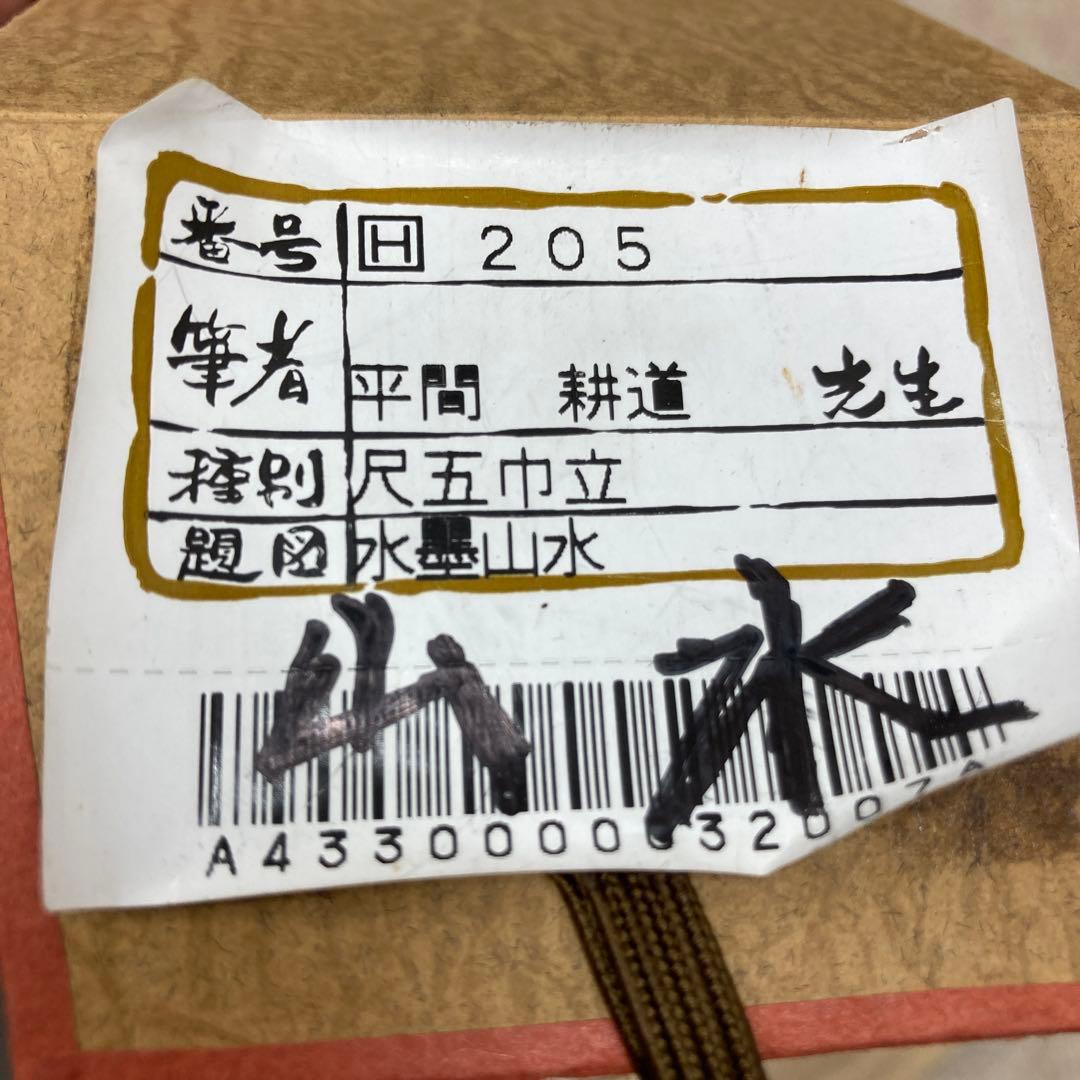 番号 H 205
筆者 平間 耕道 先生
種別 尺五巾立
題図 水墨山水
山水